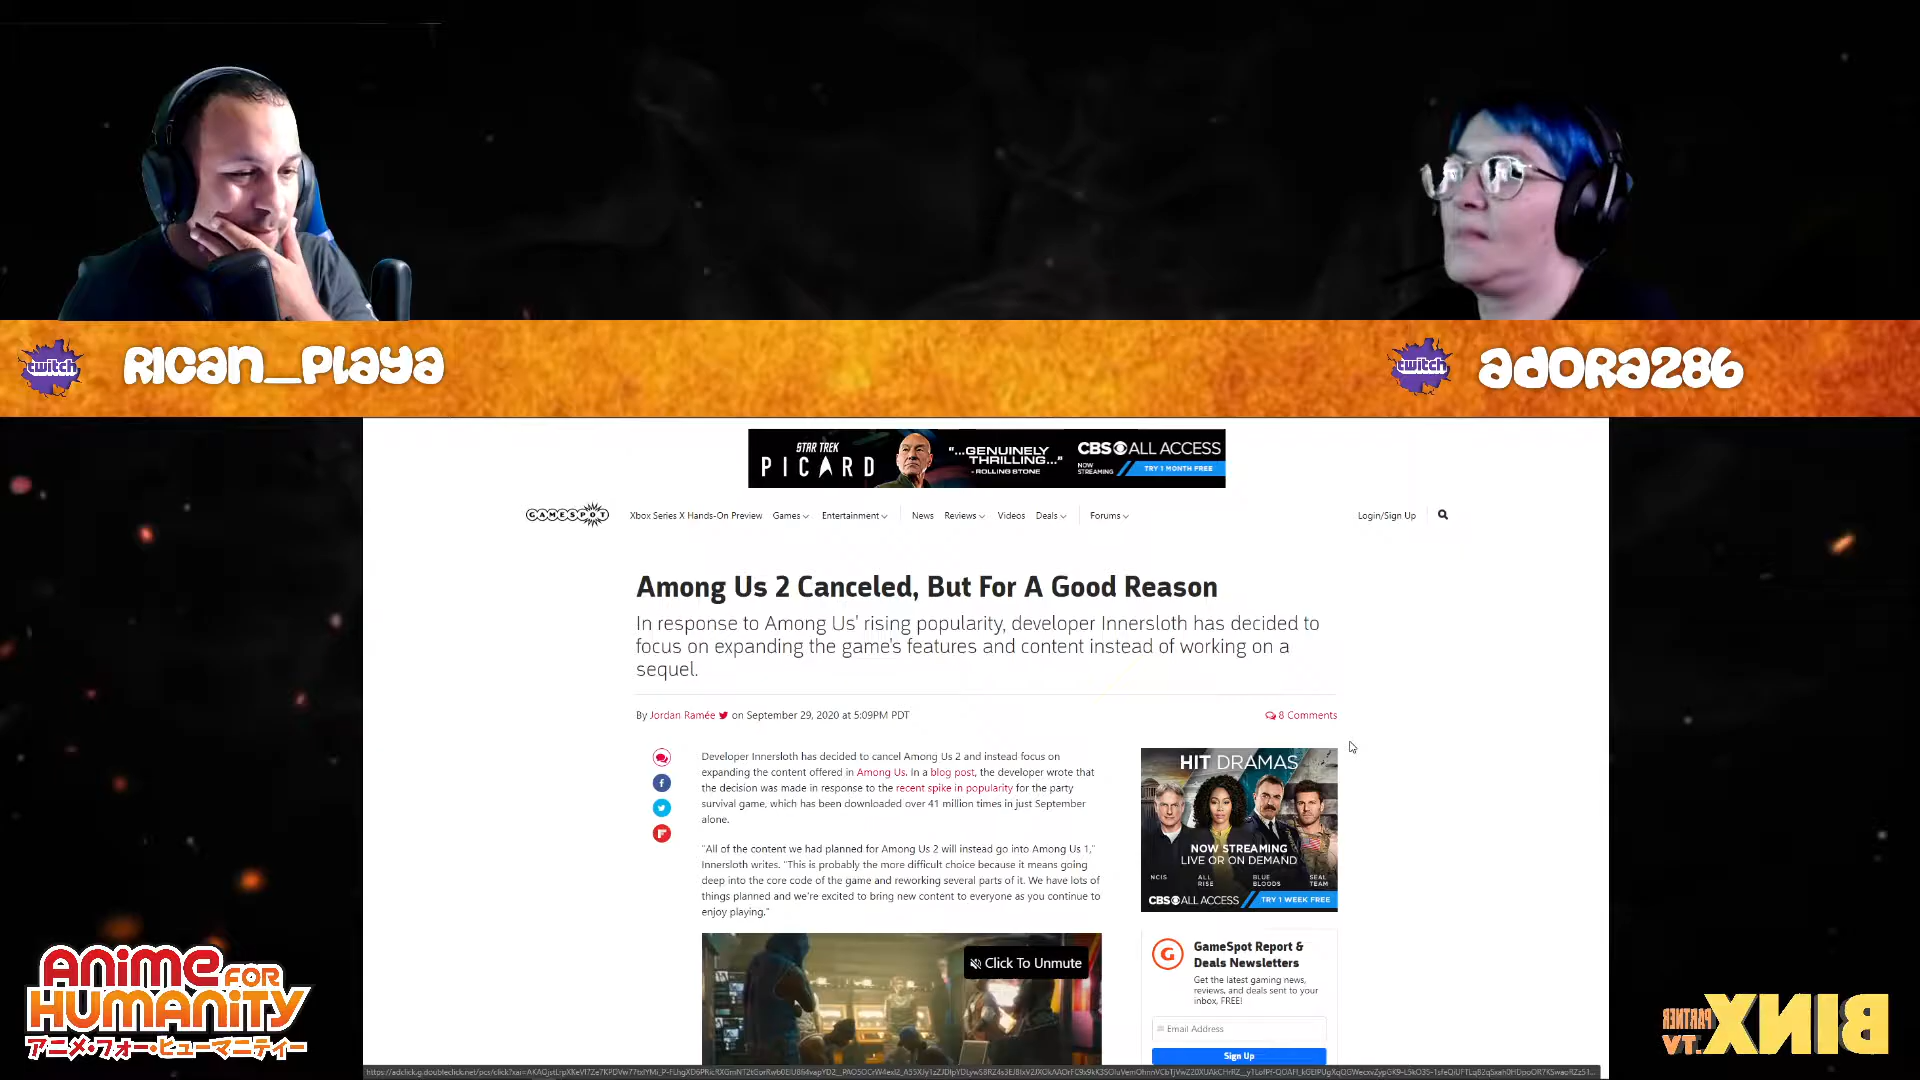 twitch
RICAN_PLAYA
twitch
ADORA286
STAR TREK
PICARD
"...GENUINELY
THRILLING..."
- ROLLING STONE
CBS ALL ACCESS
NOW
STREAMING
TRY 1 MONTH FREE
GAMESPOT
Xbox Series X Hands-On Preview
Games
Entertainment
News
Reviews
Videos
Deals
Forums
Login/Sign Up
Among Us 2 Canceled, But For A Good Reason
In response to Among Us' rising popularity, developer Innersloth has decided to
focus on expanding the game's features and content instead of working on a
sequel.
By Jordan Ramée on September 29, 2020 at 5:09PM PDT
8 Comments
Developer Innersloth has decided to cancel Among Us 2 and instead focus on
expanding the content offered in Among Us. In a blog post, the developer wrote that
the decision was made in response to the recent spike in popularity for the party
survival game, which has been downloaded over 41 million times in just September
alone.
"All of the content we had planned for Among Us 2 will instead go into Among Us 1,"
Innersloth writes. "This is probably the more difficult choice because it means going
deep into the core code of the game and reworking several parts of it. We have lots of
things planned and we're excited to bring new content to everyone as you continue to
enjoy playing."
Click To Unmute
HIT DRAMAS
NOW STREAMING
LIVE OR ON DEMAND
NCIS
ALL
RISE
BLUE
BLOODS
SEAL
TEAM
CBS ALL ACCESS
TRY 1 WEEK FREE
G
GameSpot Report &
Deals Newsletters
Get the latest gaming news,
reviews, and deals sent to your
inbox, FREE!
Email Address
Sign Up
Anime FOR
HUMANITY
アニメ・フォー・ヒューマニティー
BINX
.TV
PARTNER